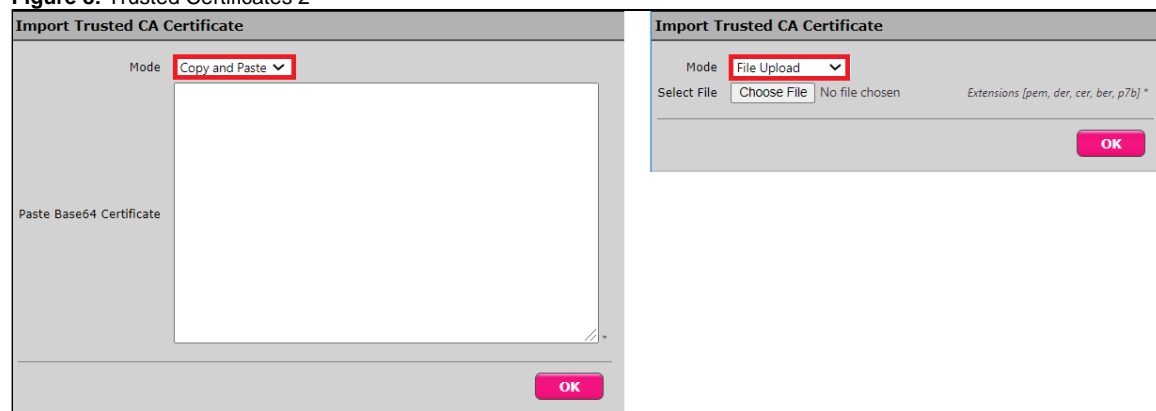 Figure 3. Trusted Certificates 2
Import Trusted CA Certificate
Mode Copy and Paste
Paste Base64 Certificate
*
OK
Import Trusted CA Certificate
Mode File Upload
Select File Choose File No file chosen Extensions [pem, der, cer, ber, p7b] *
OK